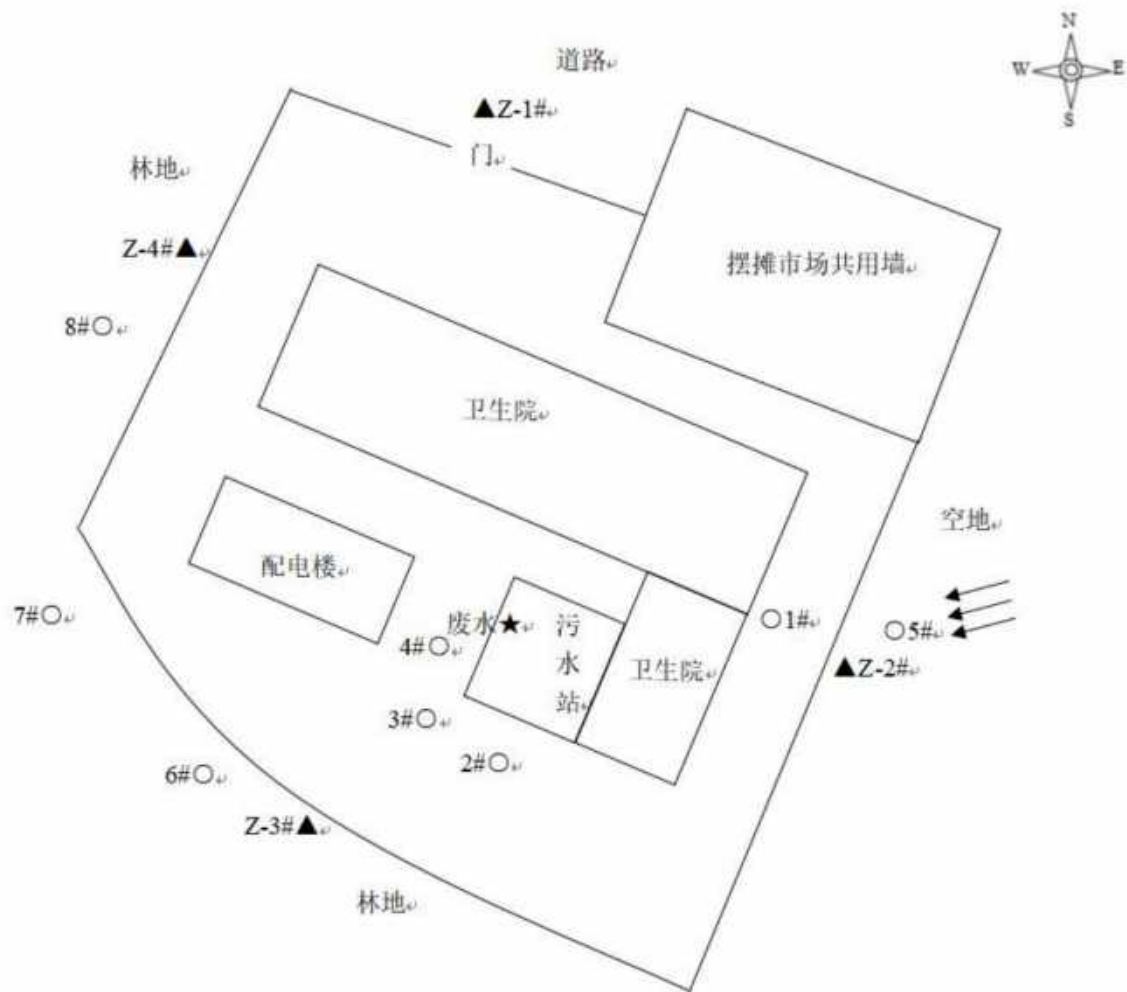 N
道路
W
E
▲Z-1#
S
门
林地
Z-4#▲
摆摊市场共用墙
8#○
卫生院
空地
配电楼
7#○
废水★
污水站
○1#
○5#
4#○
卫生院
▲Z-2#
3#○
2#○
6#○
Z-3#▲
林地